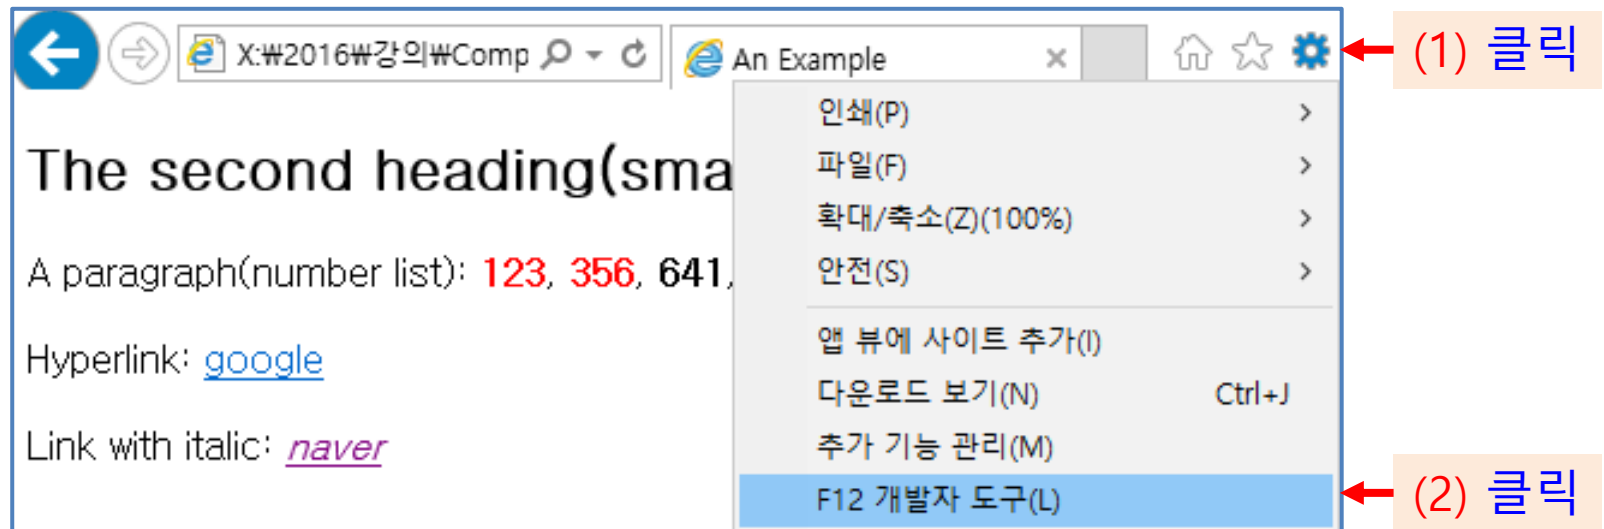 X:₩2016₩강의₩Comp
An Example
(1) 클릭
인쇄(P)
The second heading(sma
파일(F)
확대/축소(Z)(100%)
A paragraph(number list): 123, 356, 641,
안전(S)
앱 뷰에 사이트 추가(I)
Hyperlink: google
다운로드 보기(N) Ctrl+J
Link with italic: naver
추가 기능 관리(M)
F12 개발자 도구(L)
(2) 클릭